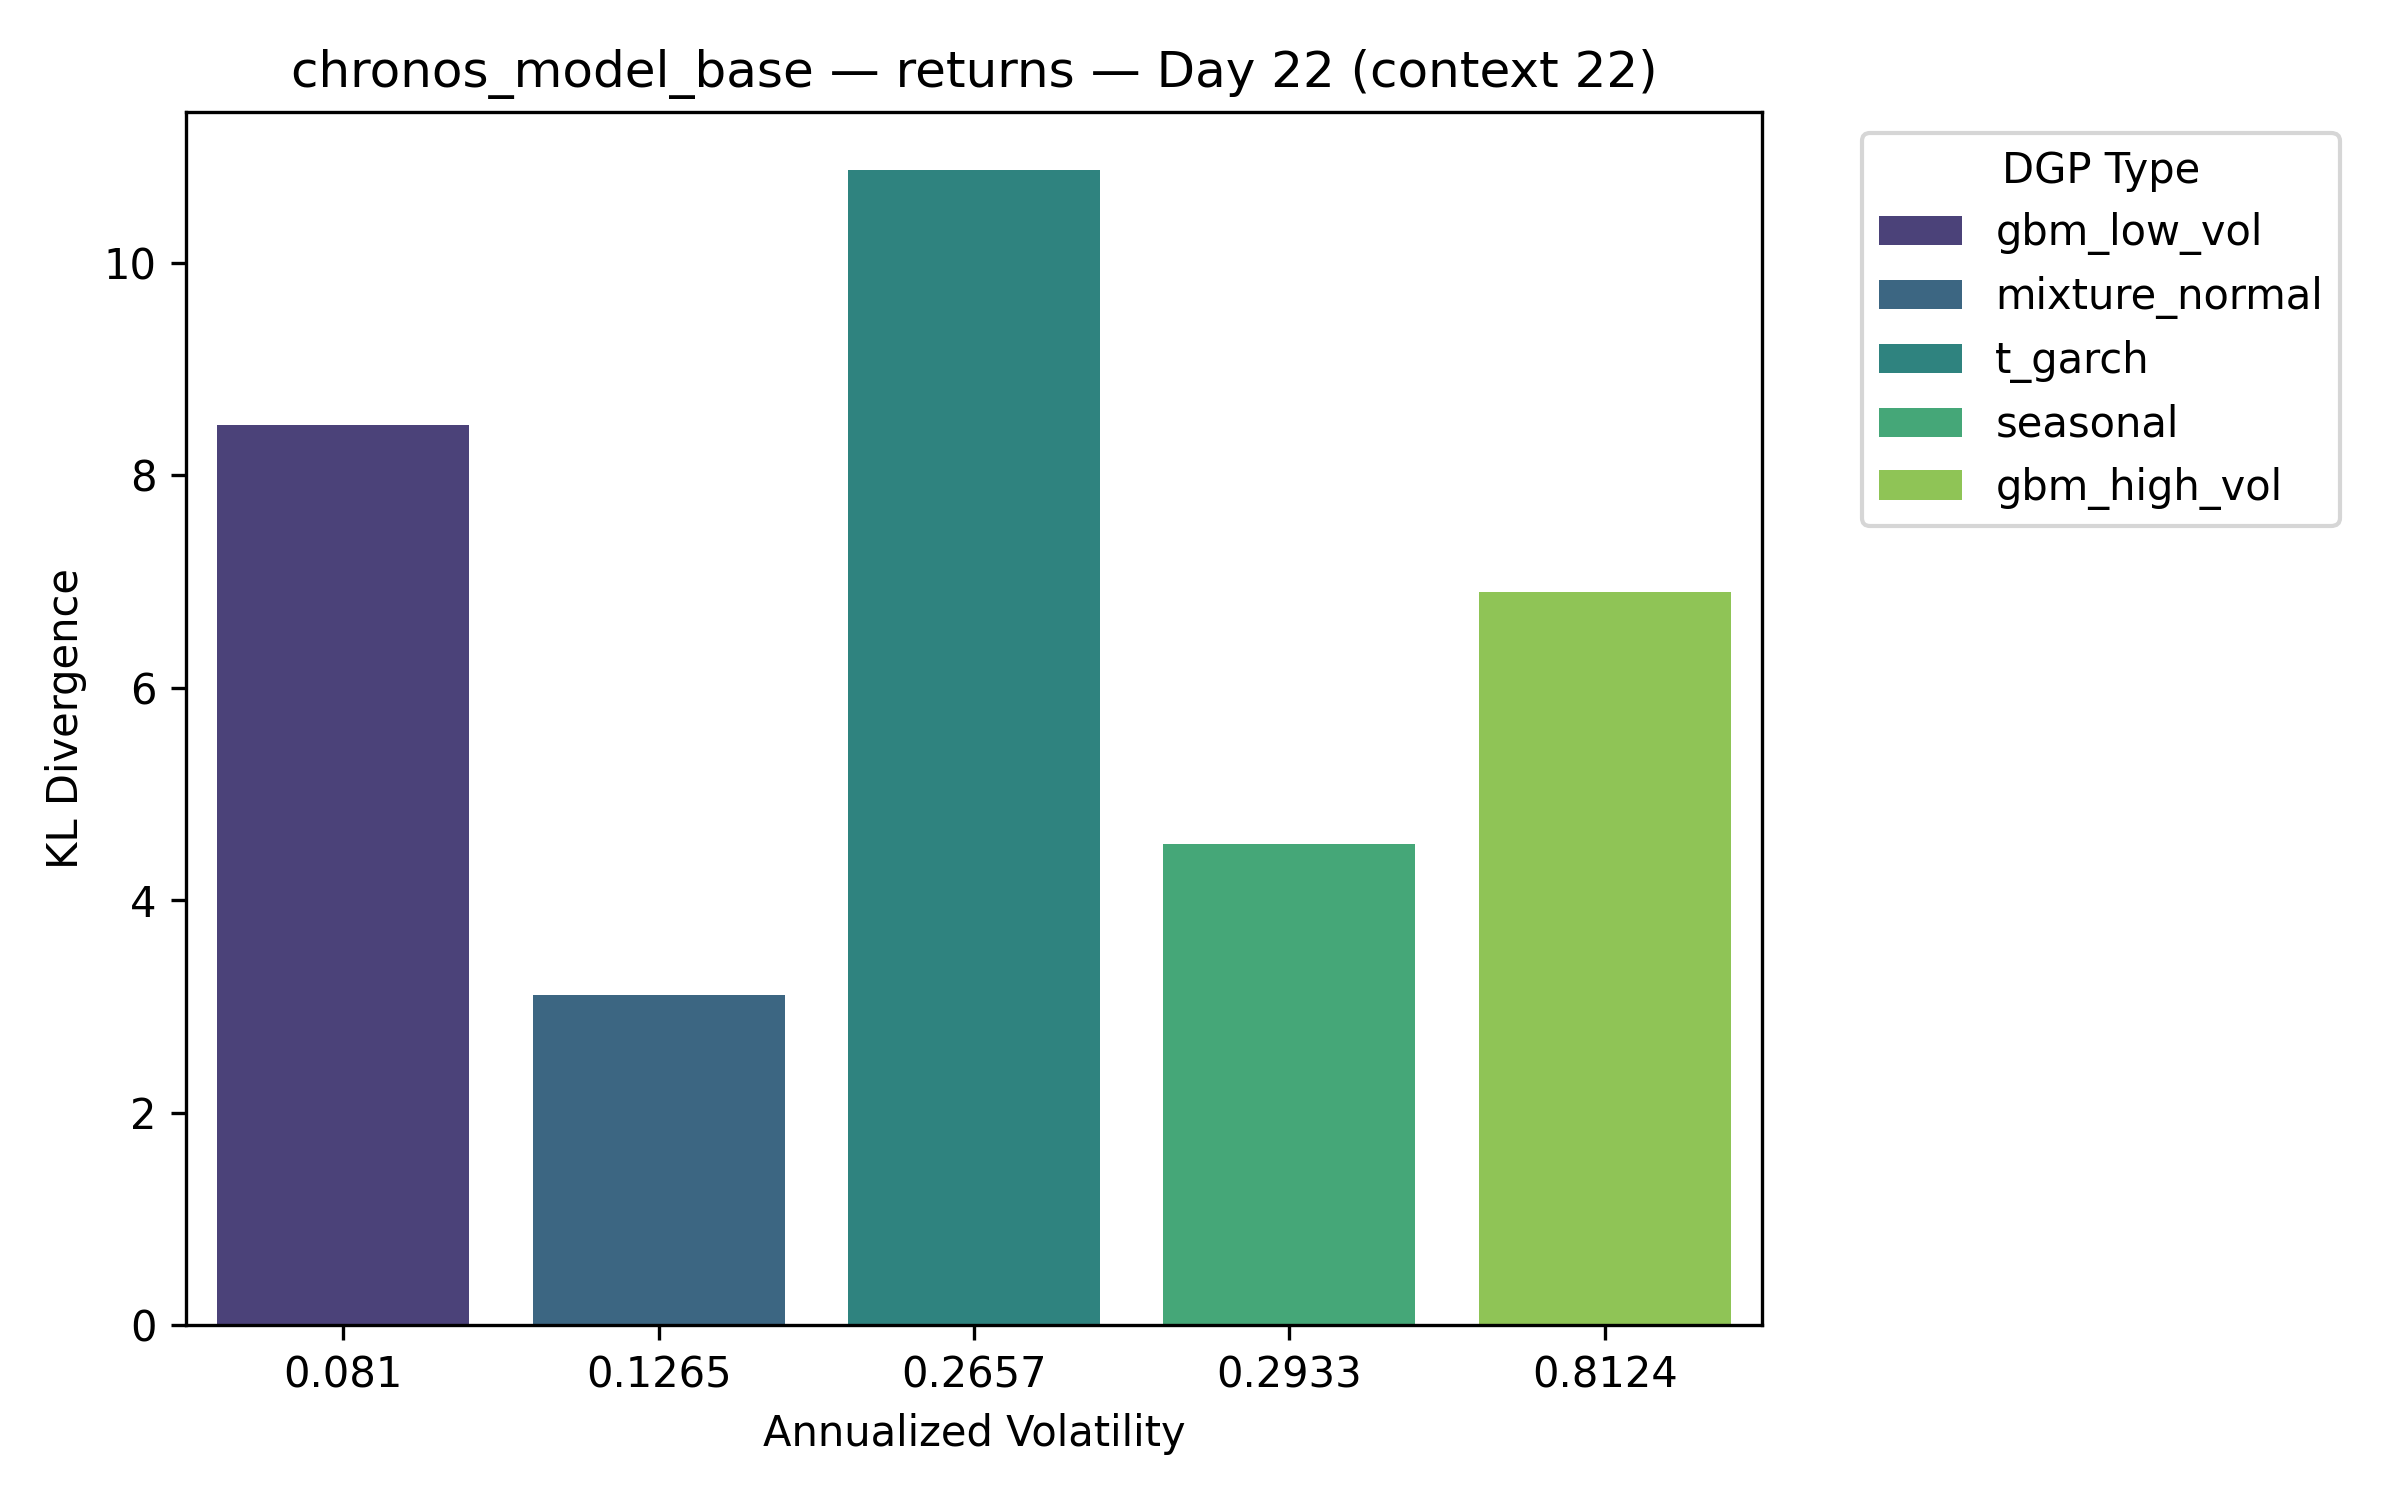 chronos_model_base — returns — Day 22 (context 22)
KL Divergence
10
8
6
4
2
0
0.081 0.1265 0.2657 0.2933 0.8124
Annualized Volatility
DGP Type
gbm_low_vol
mixture_normal
t_garch
seasonal
gbm_high_vol